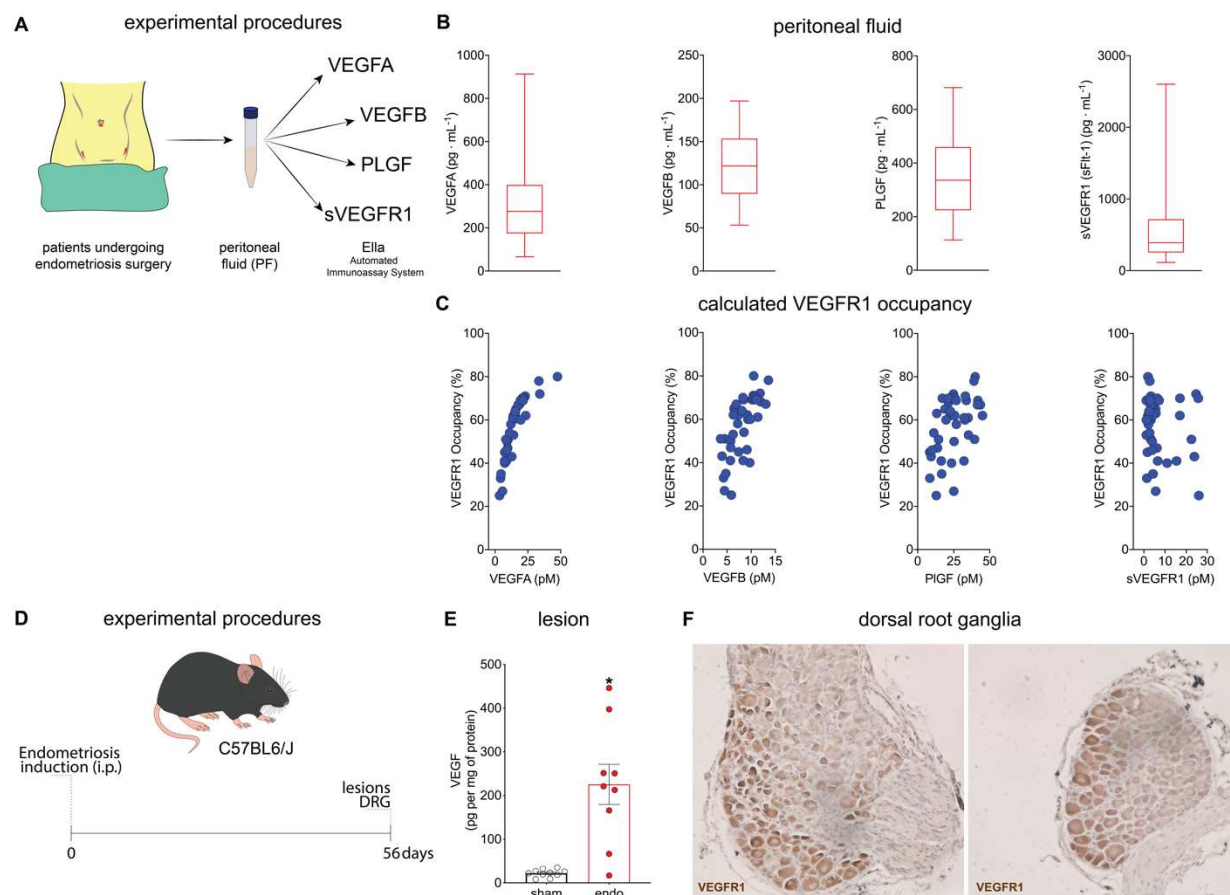 A
experimental procedures
VEGFA
VEGFB
PLGF
sVEGFR1
patients undergoing
endometriosis surgery
peritoneal
fluid (PF)
Ella
Automated
Immunoassay System
B
peritoneal fluid
VEGFA (pg · mL⁻¹)
1000
800
600
400
200
0
VEGFB (pg · mL⁻¹)
250
200
150
100
50
0
PLGF (pg · mL⁻¹)
800
600
400
200
0
sVEGFR1 (sFlt-1) (pg · mL⁻¹)
3000
2000
1000
0
C
calculated VEGFR1 occupancy
VEGFR1 Occupancy (%)
100
80
60
40
20
0
0 25 50
VEGFA (pM)
VEGFR1 Occupancy (%)
100
80
60
40
20
0
0 5 10 15
VEGFB (pM)
VEGFR1 Occupancy (%)
100
80
60
40
20
0
0 25 50
PlGF (pM)
VEGFR1 Occupancy (%)
100
80
60
40
20
0
0 10 20 30
sVEGFR1 (pM)
D
experimental procedures
C57BL6/J
Endometriosis
induction (i.p.)
lesions
DRG
0
56 days
E
lesion
VEGF
(pg per mg of protein)
500
400
300
200
100
0
*
sham endo
F
dorsal root ganglia
VEGFR1
VEGFR1